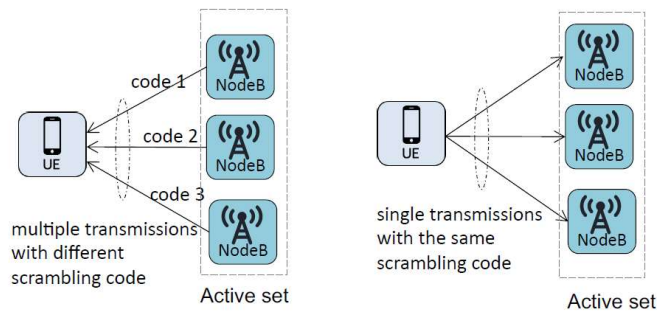 code 1
NodeB
code 2
UE
NodeB
code 3
NodeB
multiple transmissions
with different
scrambling code
Active set
NodeB
UE
NodeB
NodeB
single transmissions
with the same
scrambling code
Active set